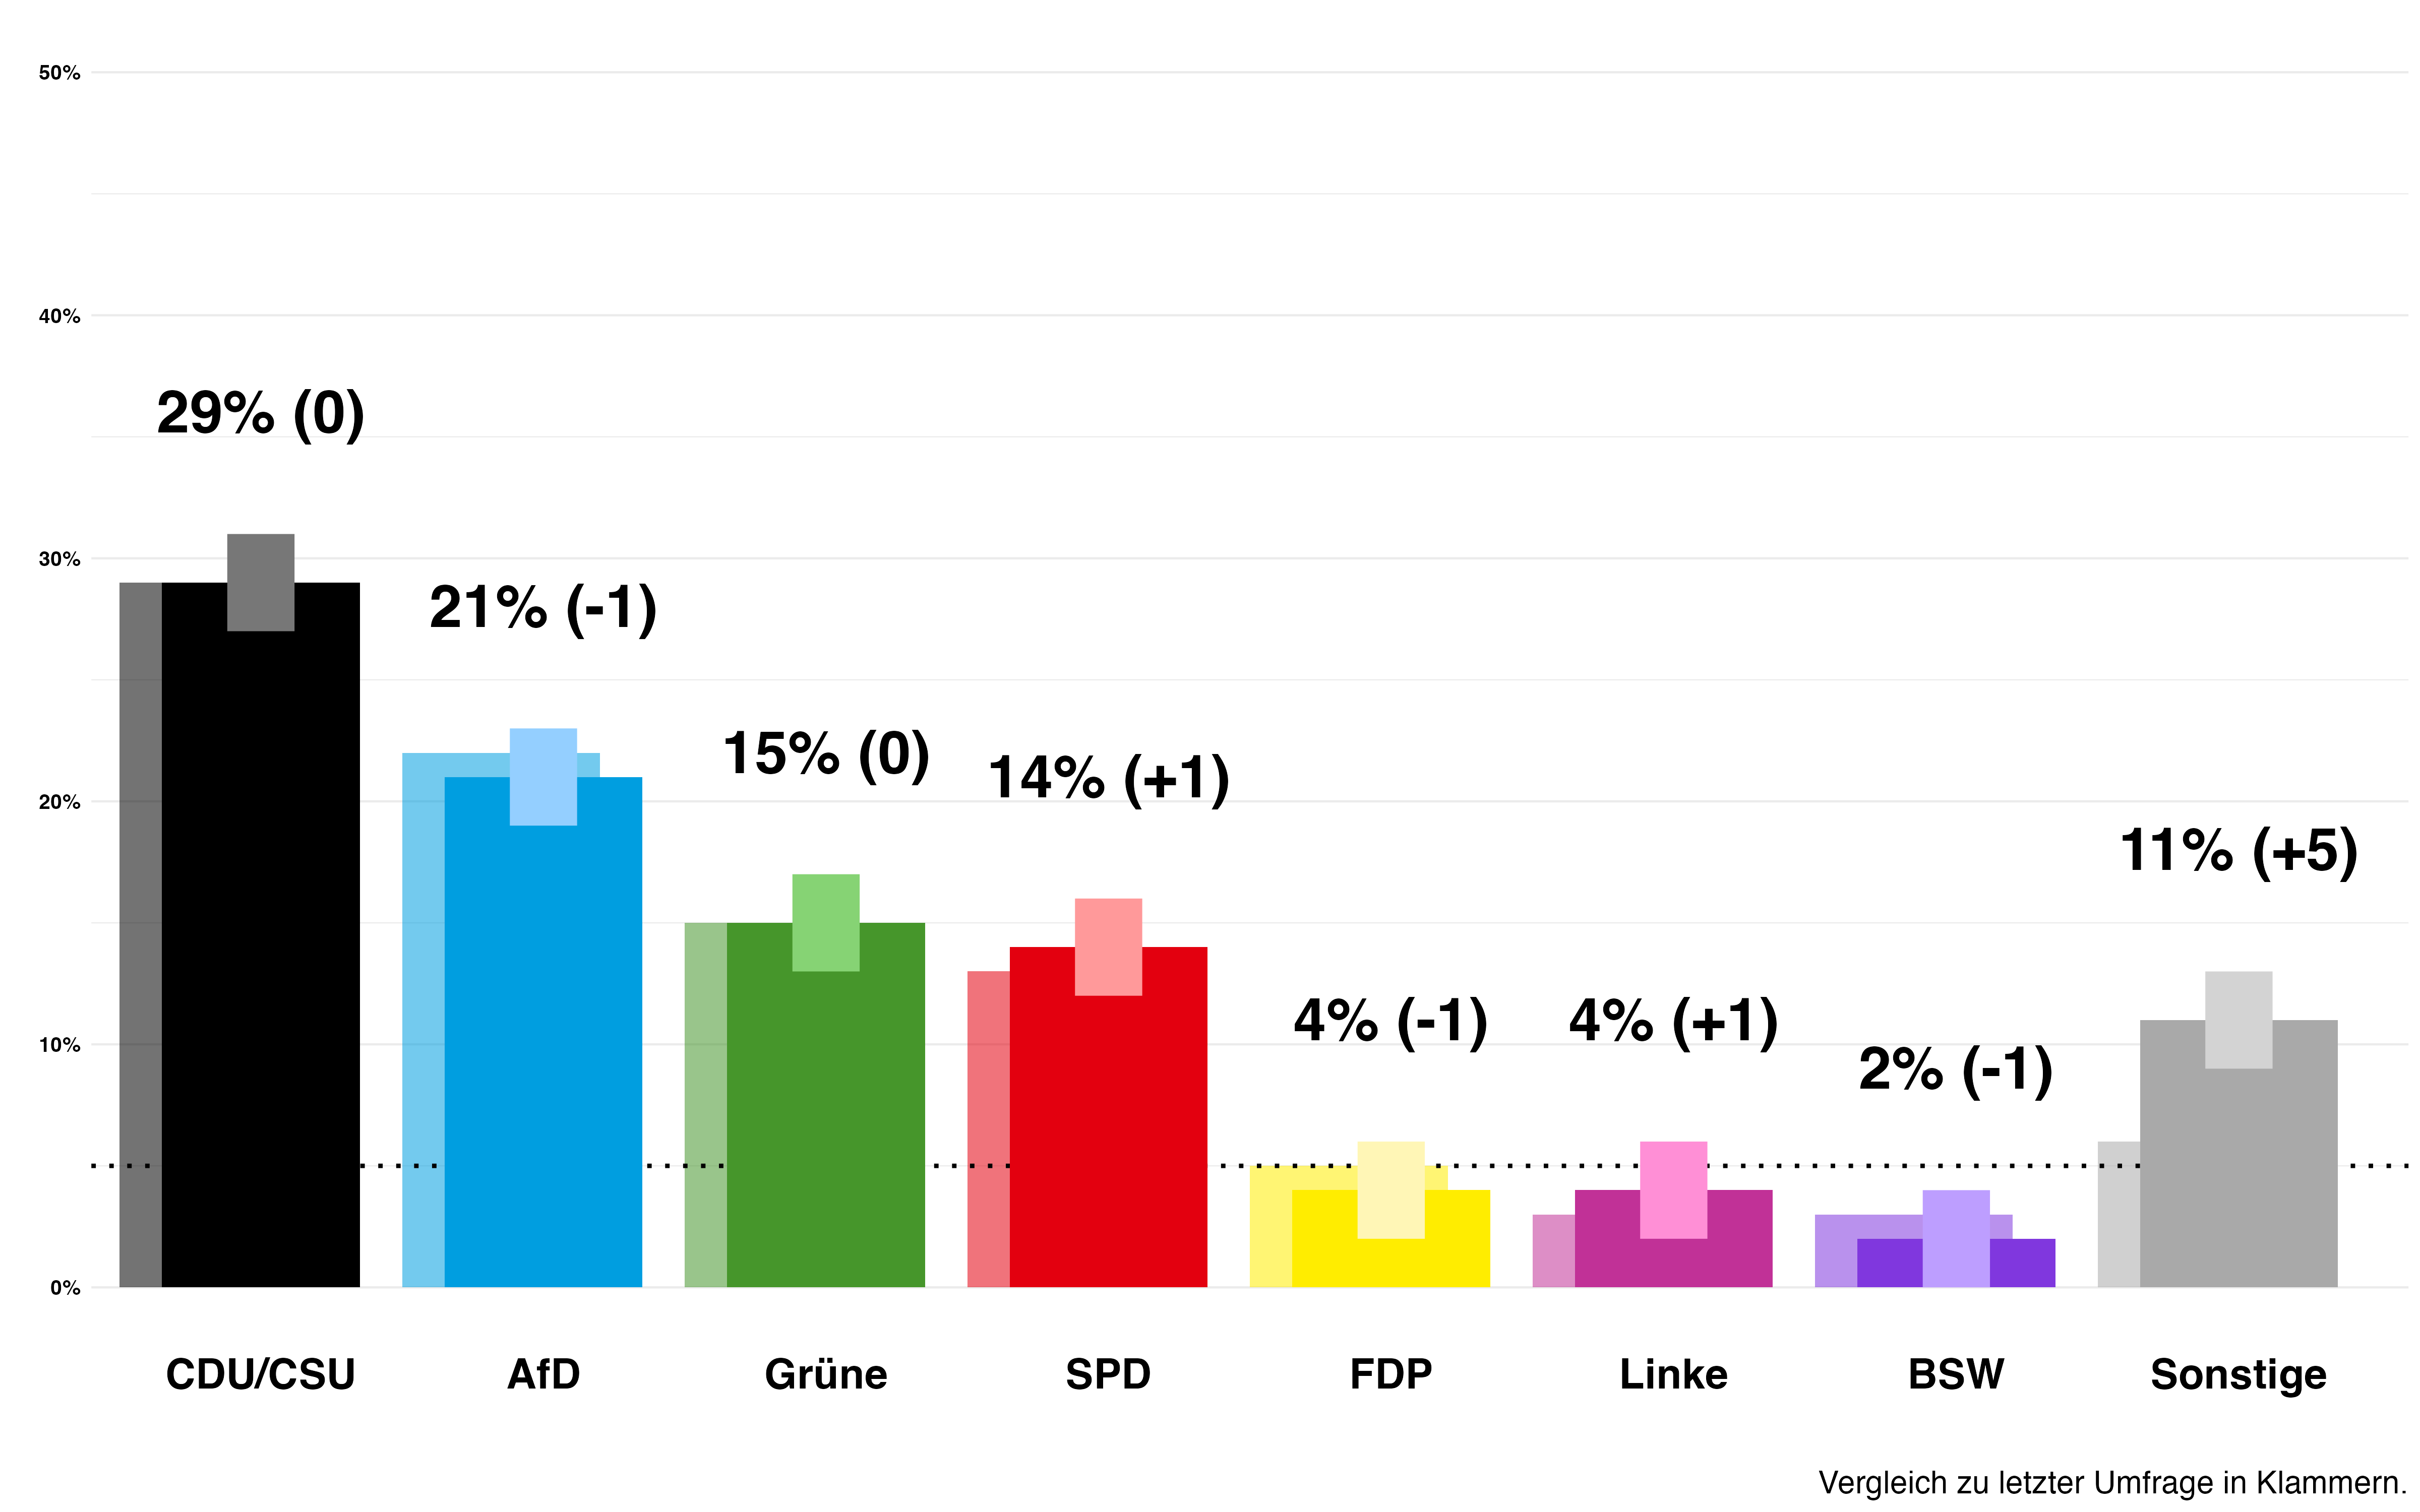 50%
40%
30%
20%
10%
0%
29% (0)
21% (-1)
15% (0)
14% (+1)
4% (-1)
4% (+1)
2% (-1)
11% (+5)
CDU/CSU
AfD
Grüne
SPD
FDP
Linke
BSW
Sonstige
Vergleich zu letzter Umfrage in Klammern.